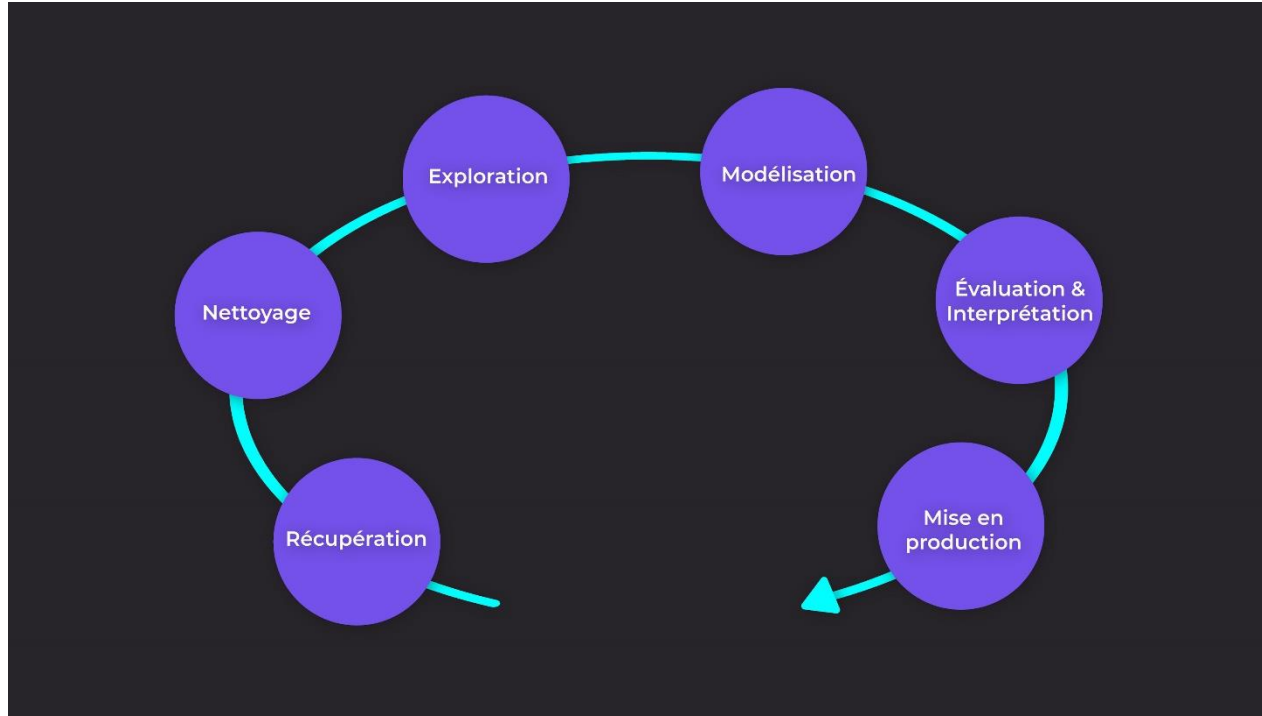 Récupération
Nettoyage
Exploration
Modélisation
Évaluation &
Interprétation
Mise en
production